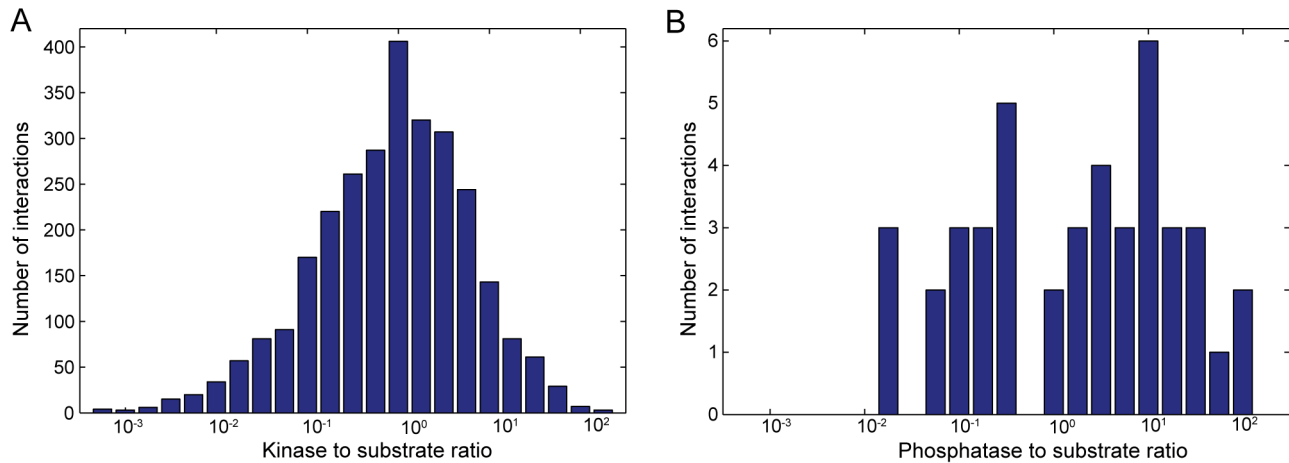 A
Number of interactions
400
350
300
250
200
150
100
50
0
10⁻³ 10⁻² 10⁻¹ 10⁰ 10¹ 10²
Kinase to substrate ratio
B
Number of interactions
6
5
4
3
2
1
0
10⁻³ 10⁻² 10⁻¹ 10⁰ 10¹ 10²
Phosphatase to substrate ratio